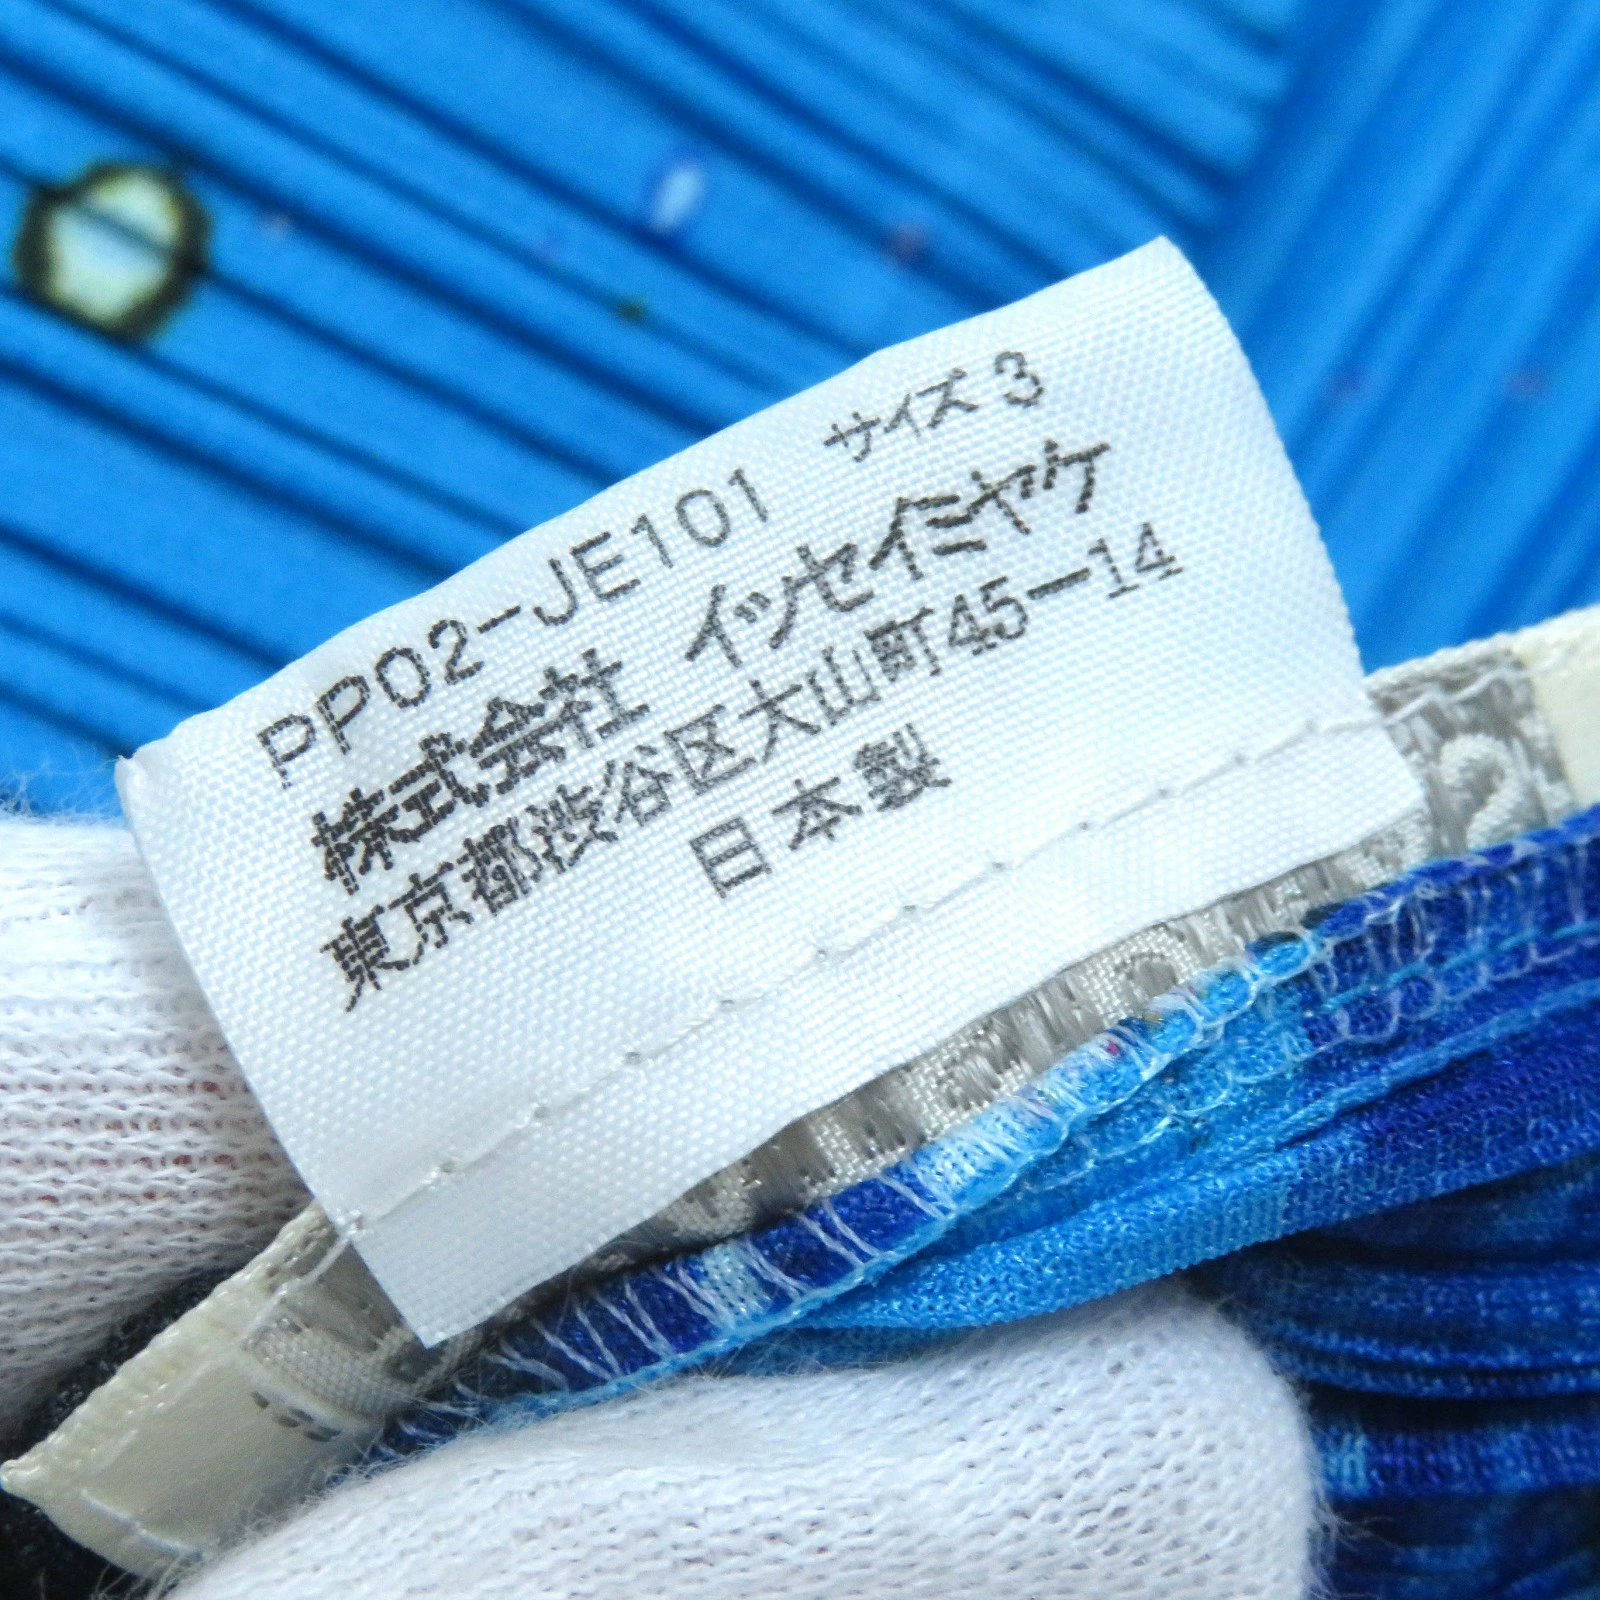 PP02-JE101 サイズ 3
株式会社 イッセイミヤケ
東京都渋谷区大山町45-14
日本製